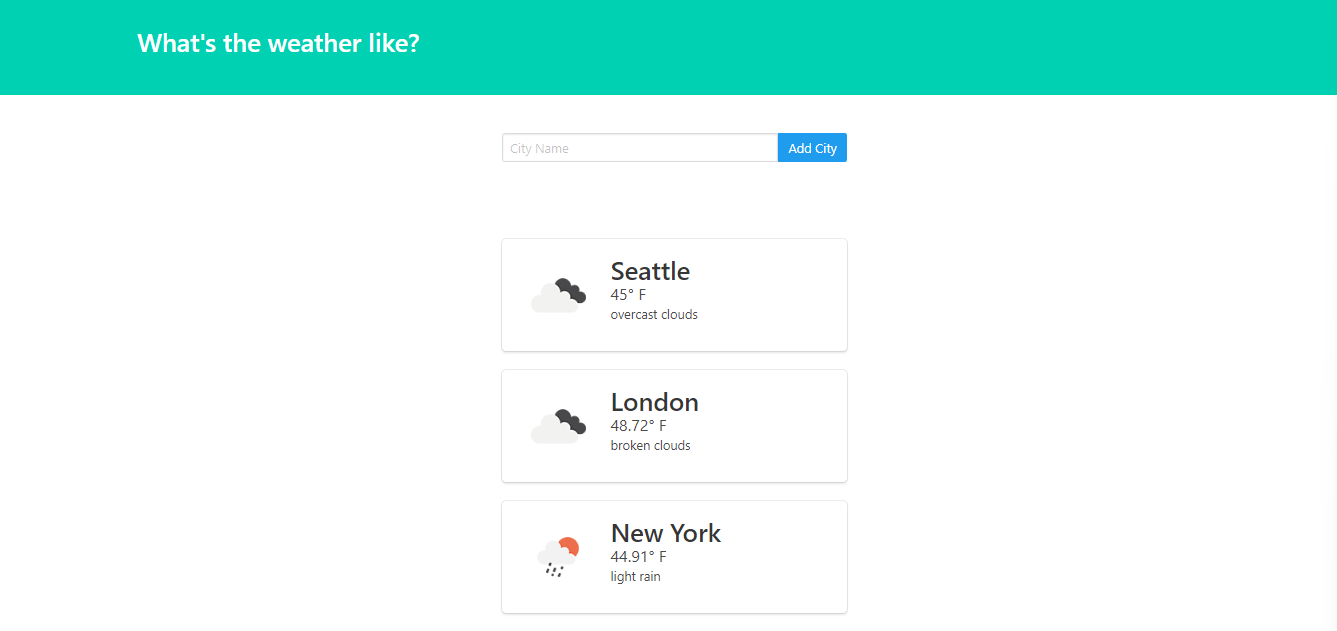 What's the weather like?
City Name
Add City
Seattle
45° F
overcast clouds
London
48.72° F
broken clouds
New York
44.91° F
light rain